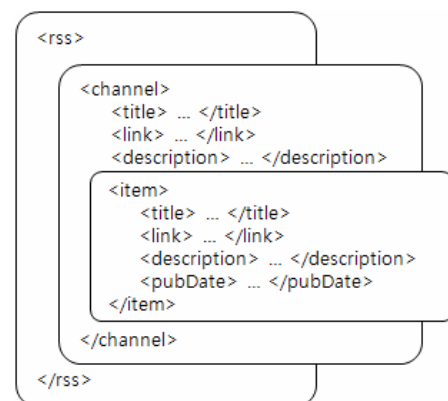 <rss>
<channel>
<title> ... </title>
<link> ... </link>
<description> ... </description>
<item>
<title> ... </title>
<link> ... </link>
<description> ... </description>
<pubDate> ... </pubDate>
</item>
</channel>
</rss>